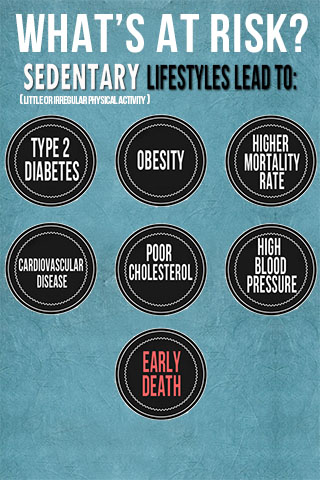 WHAT'S AT RISK?
SEDENTARY LIFESTYLES LEAD TO:
(LITTLE OR IRREGULAR PHYSICAL ACTIVITY)
TYPE 2
DIABETES
OBESITY
HIGHER
MORTALITY
RATE
CARDIOVASCULAR
DISEASE
POOR
CHOLESTEROL
HIGH
BLOOD
PRESSURE
EARLY
DEATH